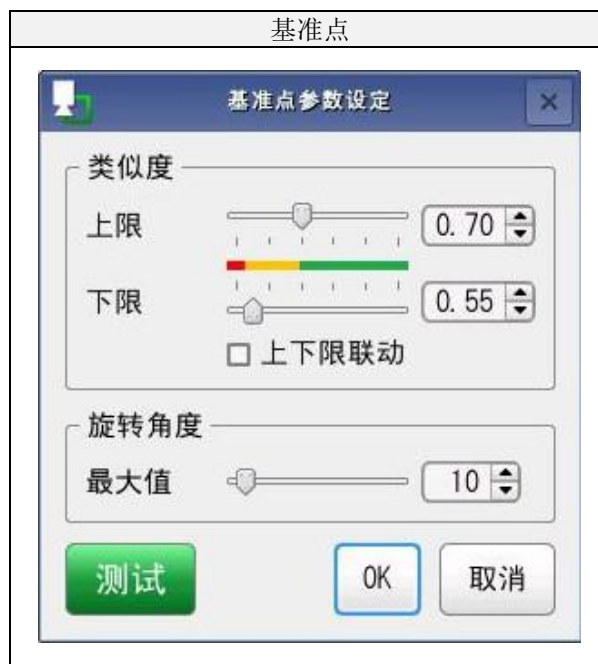 基准点
基准点参数设定
类似度
上限 0.70
下限 0.55
上下限联动
旋转角度
最大值 10
测试 OK 取消